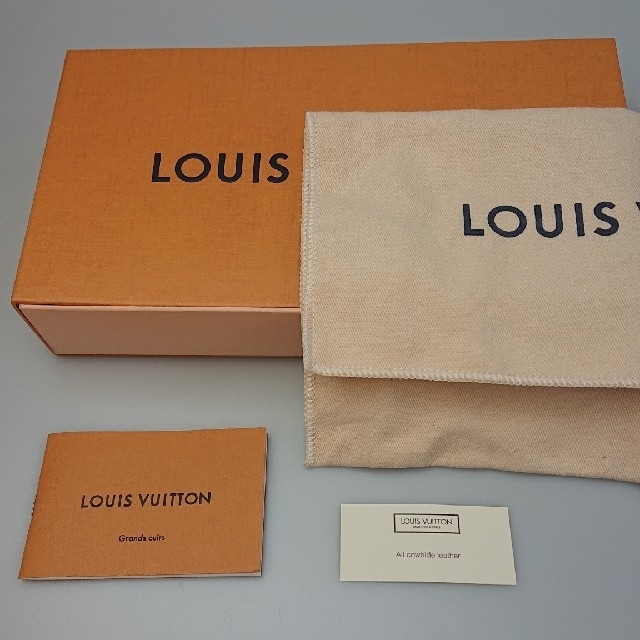 LOUIS
LOUIS V
LOUIS VUITTON
Grands cuirs
LOUIS VUITTON
All cowhide leather